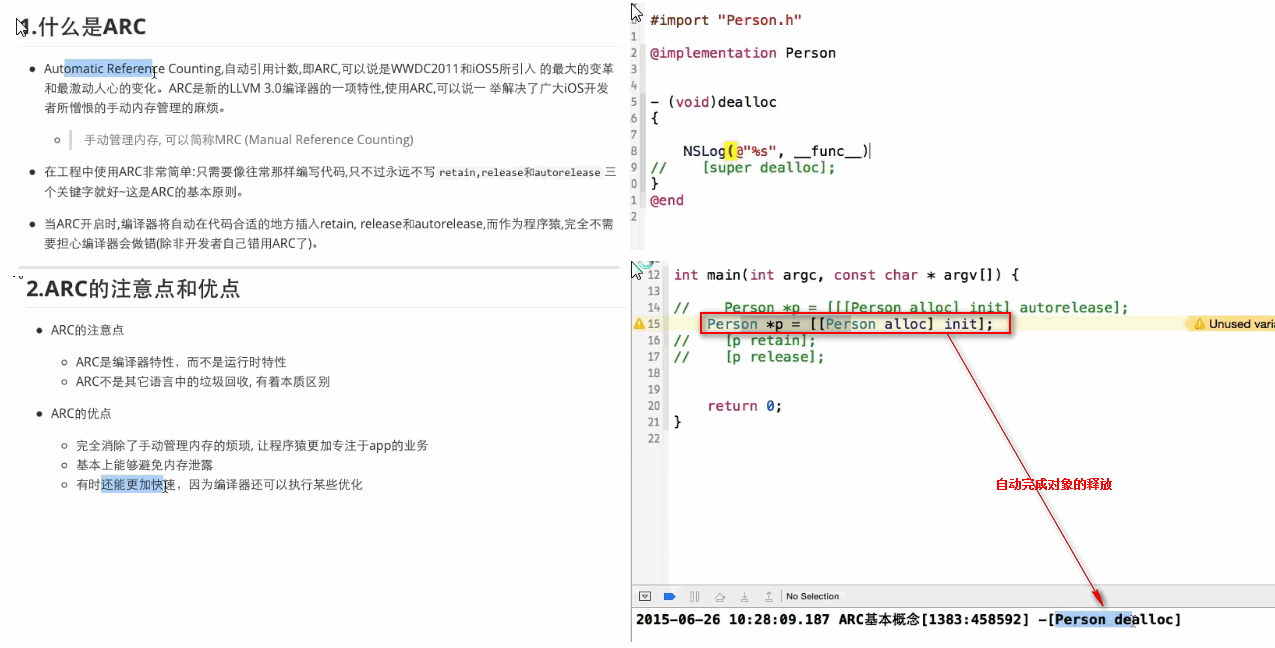 1.什么是ARC
Automatic Reference Counting,自动引用计数,即ARC,可以说是WWDC2011和iOS5所引入 的最大的变革
和最激动人心的变化。ARC是新的LLVM 3.0编译器的一项特性,使用ARC,可以说一 举解决了广大iOS开发
者所憎恨的手动内存管理的麻烦。
手动管理内存, 可以简称MRC (Manual Reference Counting)
在工程中使用ARC非常简单:只需要像往常那样编写代码,只不过永远不写 retain,release和autorelease 三
个关键字就好~这是ARC的基本原则。
当ARC开启时,编译器将自动在代码合适的地方插入retain, release和autorelease,而作为程序猿,完全不需
要担心编译器会做错(除非开发者自己错用ARC了)。
2.ARC的注意点和优点
ARC的注意点
ARC是编译器特性，而不是运行时特性
ARC不是其它语言中的垃圾回收, 有着本质区别
ARC的优点
完全消除了手动管理内存的烦琐, 让程序猿更加专注于app的业务
基本上能够避免内存泄露
有时还能更加快速，因为编译器还可以执行某些优化
0 #import "Person.h"
1
2 @implementation Person
3
4
5 - (void)dealloc
6 {
7
8 NSLog(@"%s", __func__)
9 // [super dealloc];
0 }
1 @end
2
12 int main(int argc, const char * argv[]) {
13
14 // Person *p = [[[Person alloc] init] autorelease];
15 Person *p = [[Person alloc] init]; Unused vari
16 // [p retain];
17 // [p release];
18
19
20 return 0;
21 }
22
自动完成对象的释放
No Selection
2015-06-26 10:28:09.187 ARC基本概念[1383:458592] -[Person dealloc]